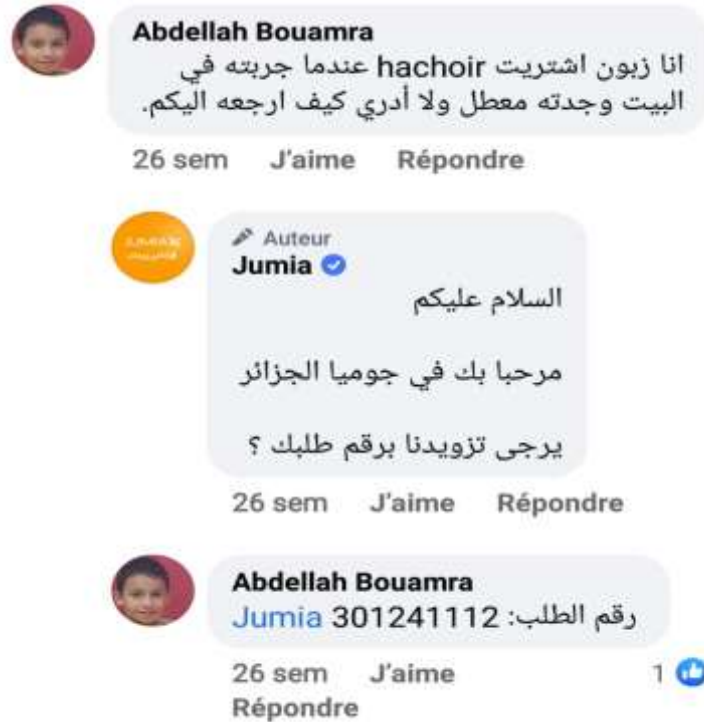 Abdellah Bouamra
انا زبون اشتريت hachoir عندما جربته في
البيت وجدته معطل ولا أدري كيف ارجعه اليكم.
26 sem J'aime Répondre
Auteur
Jumia
السلام عليكم
مرحبا بك في جوميا الجزائر
يرجى تزويدنا برقم طلبك ؟
26 sem J'aime Répondre
Abdellah Bouamra
Jumia رقم الطلب: 301241112
26 sem J'aime 1
Répondre